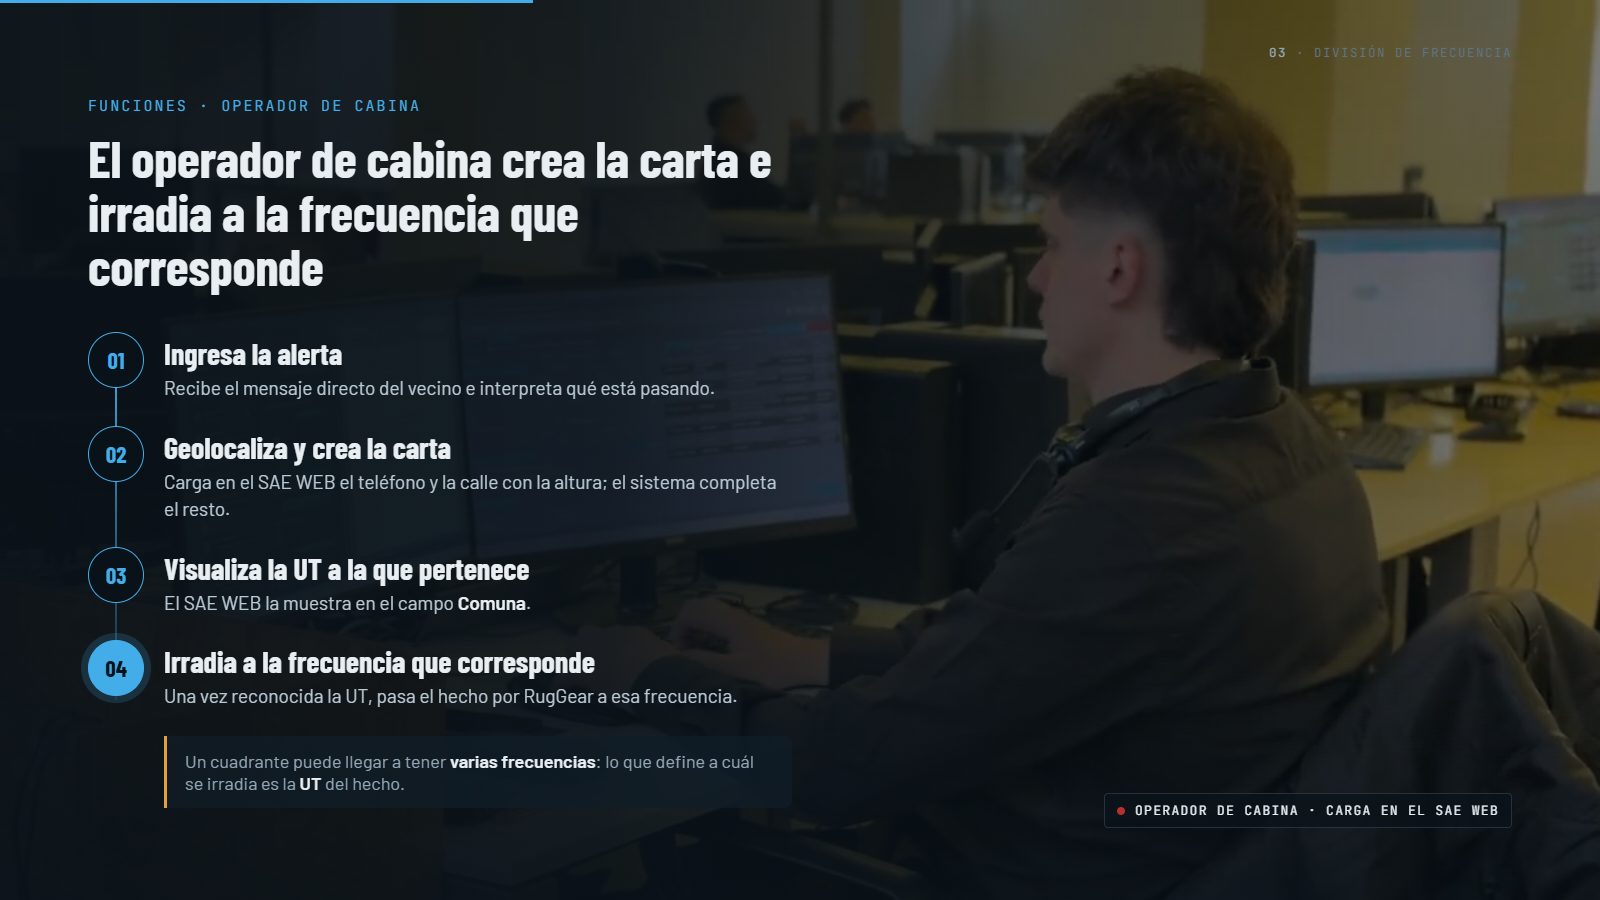 03 · DIVISIÓN DE FRECUENCIA
FUNCIONES · OPERADOR DE CABINA
El operador de cabina crea la carta e
irradia a la frecuencia que
corresponde
01
Ingresa la alerta
Recibe el mensaje directo del vecino e interpreta qué está pasando.
02
Geolocaliza y crea la carta
Carga en el SAE WEB el teléfono y la calle con la altura; el sistema completa
el resto.
03
Visualiza la UT a la que pertenece
El SAE WEB la muestra en el campo Comuna.
04
Irradia a la frecuencia que corresponde
Una vez reconocida la UT, pasa el hecho por RugGear a esa frecuencia.
Un cuadrante puede llegar a tener varias frecuencias: lo que define a cuál
se irradia es la UT del hecho.
OPERADOR DE CABINA · CARGA EN EL SAE WEB